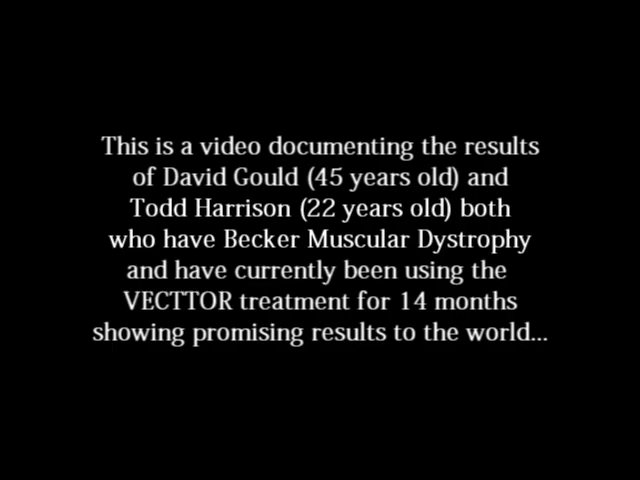 This is a video documenting the results
of David Gould (45 years old) and
Todd Harrison (22 years old) both
who have Becker Muscular Dystrophy
and have currently been using the
VECTTOR treatment for 14 months
showing promising results to the world...